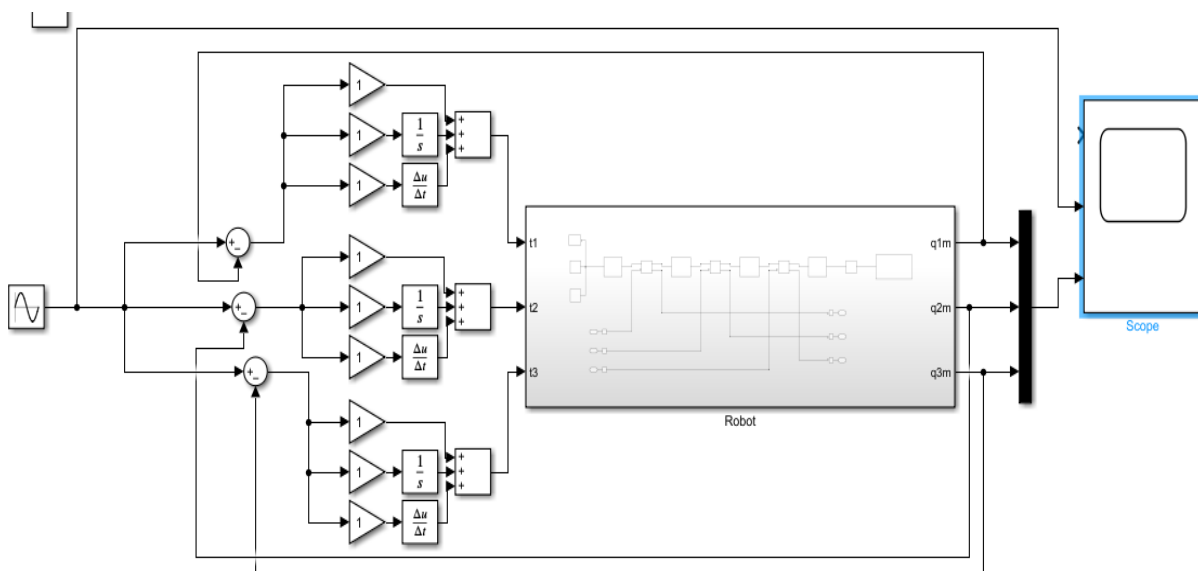 1
1
1
s
1
Δu
Δt
+
+
+
+
−
t1
q1m
1
1
1
s
1
Δu
Δt
+
+
+
+
−
t2
q2m
Scope
+
−
t3
q3m
Robot
1
1
1
s
1
Δu
Δt
+
+
+